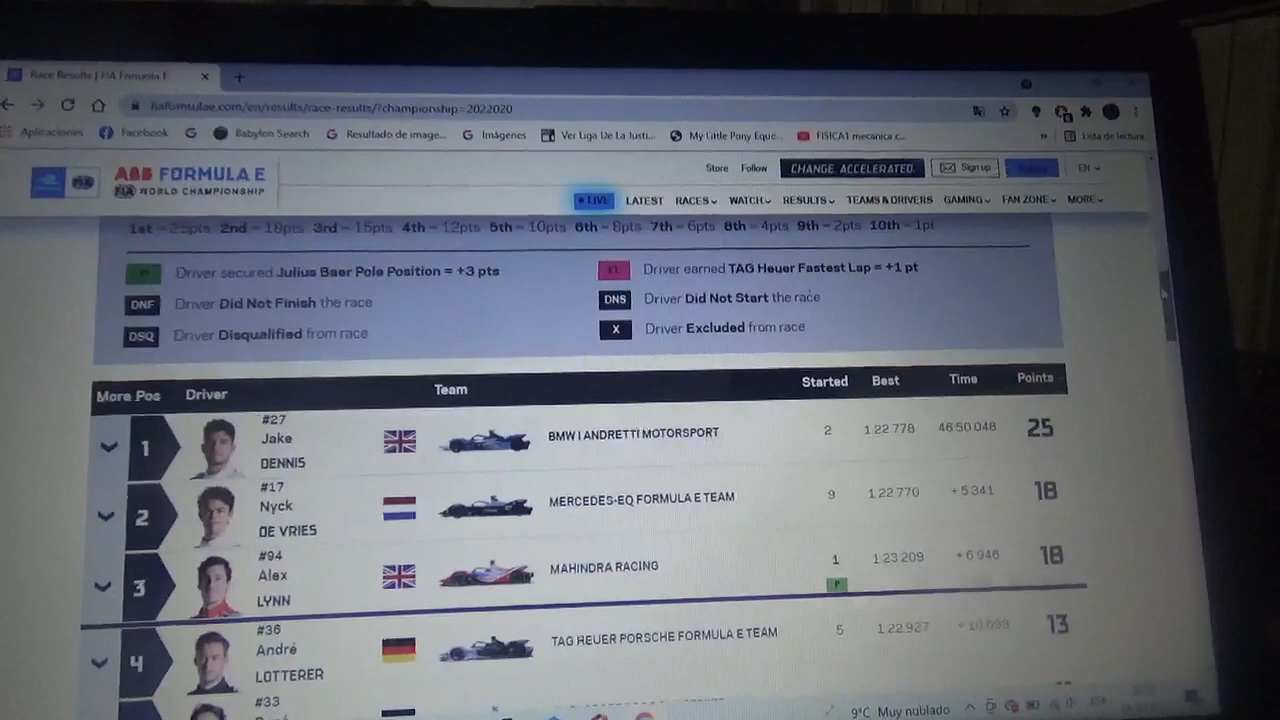 Race Results | FIA Formula E
fiaformulae.com/en/results/race-results/?championship=2022020
Aplicaciones Facebook G Babylon Search Resultado de image... Imágenes Ver Liga De La Justi... My Little Pony Eque... FISICA1 mecanica c... » Lista de lectura
Store Follow CHANGE. ACCELERATED. Sign up EN
ABB FORMULA E
FIA WORLD CHAMPIONSHIP
• LIVE LATEST RACES WATCH RESULTS TEAMS & DRIVERS GAMING FAN ZONE MORE
1st = 25pts 2nd = 18pts 3rd = 15pts 4th = 12pts 5th = 10pts 6th = 8pts 7th = 6pts 8th = 4pts 9th = 2pts 10th = 1pt
P Driver secured Julius Baer Pole Position = +3 pts
FL Driver earned TAG Heuer Fastest Lap = +1 pt
DNF Driver Did Not Finish the race
DNS Driver Did Not Start the race
DSQ Driver Disqualified from race
X Driver Excluded from race
More Pos Driver Team Started Best Time Points
1 #27 Jake DENNIS BMW I ANDRETTI MOTORSPORT 2 1:22.778 46:50.048 25
2 #17 Nyck DE VRIES MERCEDES-EQ FORMULA E TEAM 9 1:22.770 +5.341 18
3 #94 Alex LYNN MAHINDRA RACING 1 P 1:23.209 +6.946 18
4 #36 André LOTTERER TAG HEUER PORSCHE FORMULA E TEAM 5 1:22.927 13
#33
9°C Muy nublado